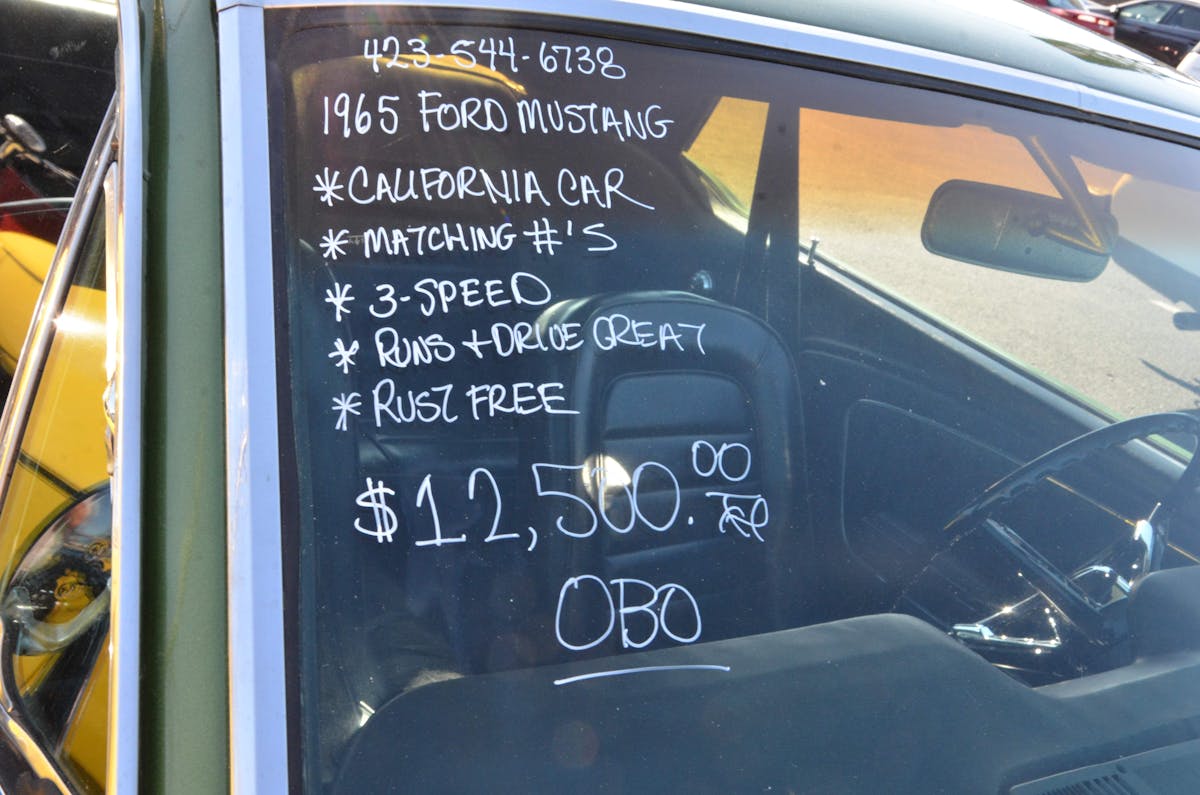 423-544-6738
1965 FORD MUSTANG
*CALIFORNIA CAR
* MATCHING #'S
* 3-SPEED
* RUNS + DRIVE GREAT
* RUST FREE
$12,500.00
OBO